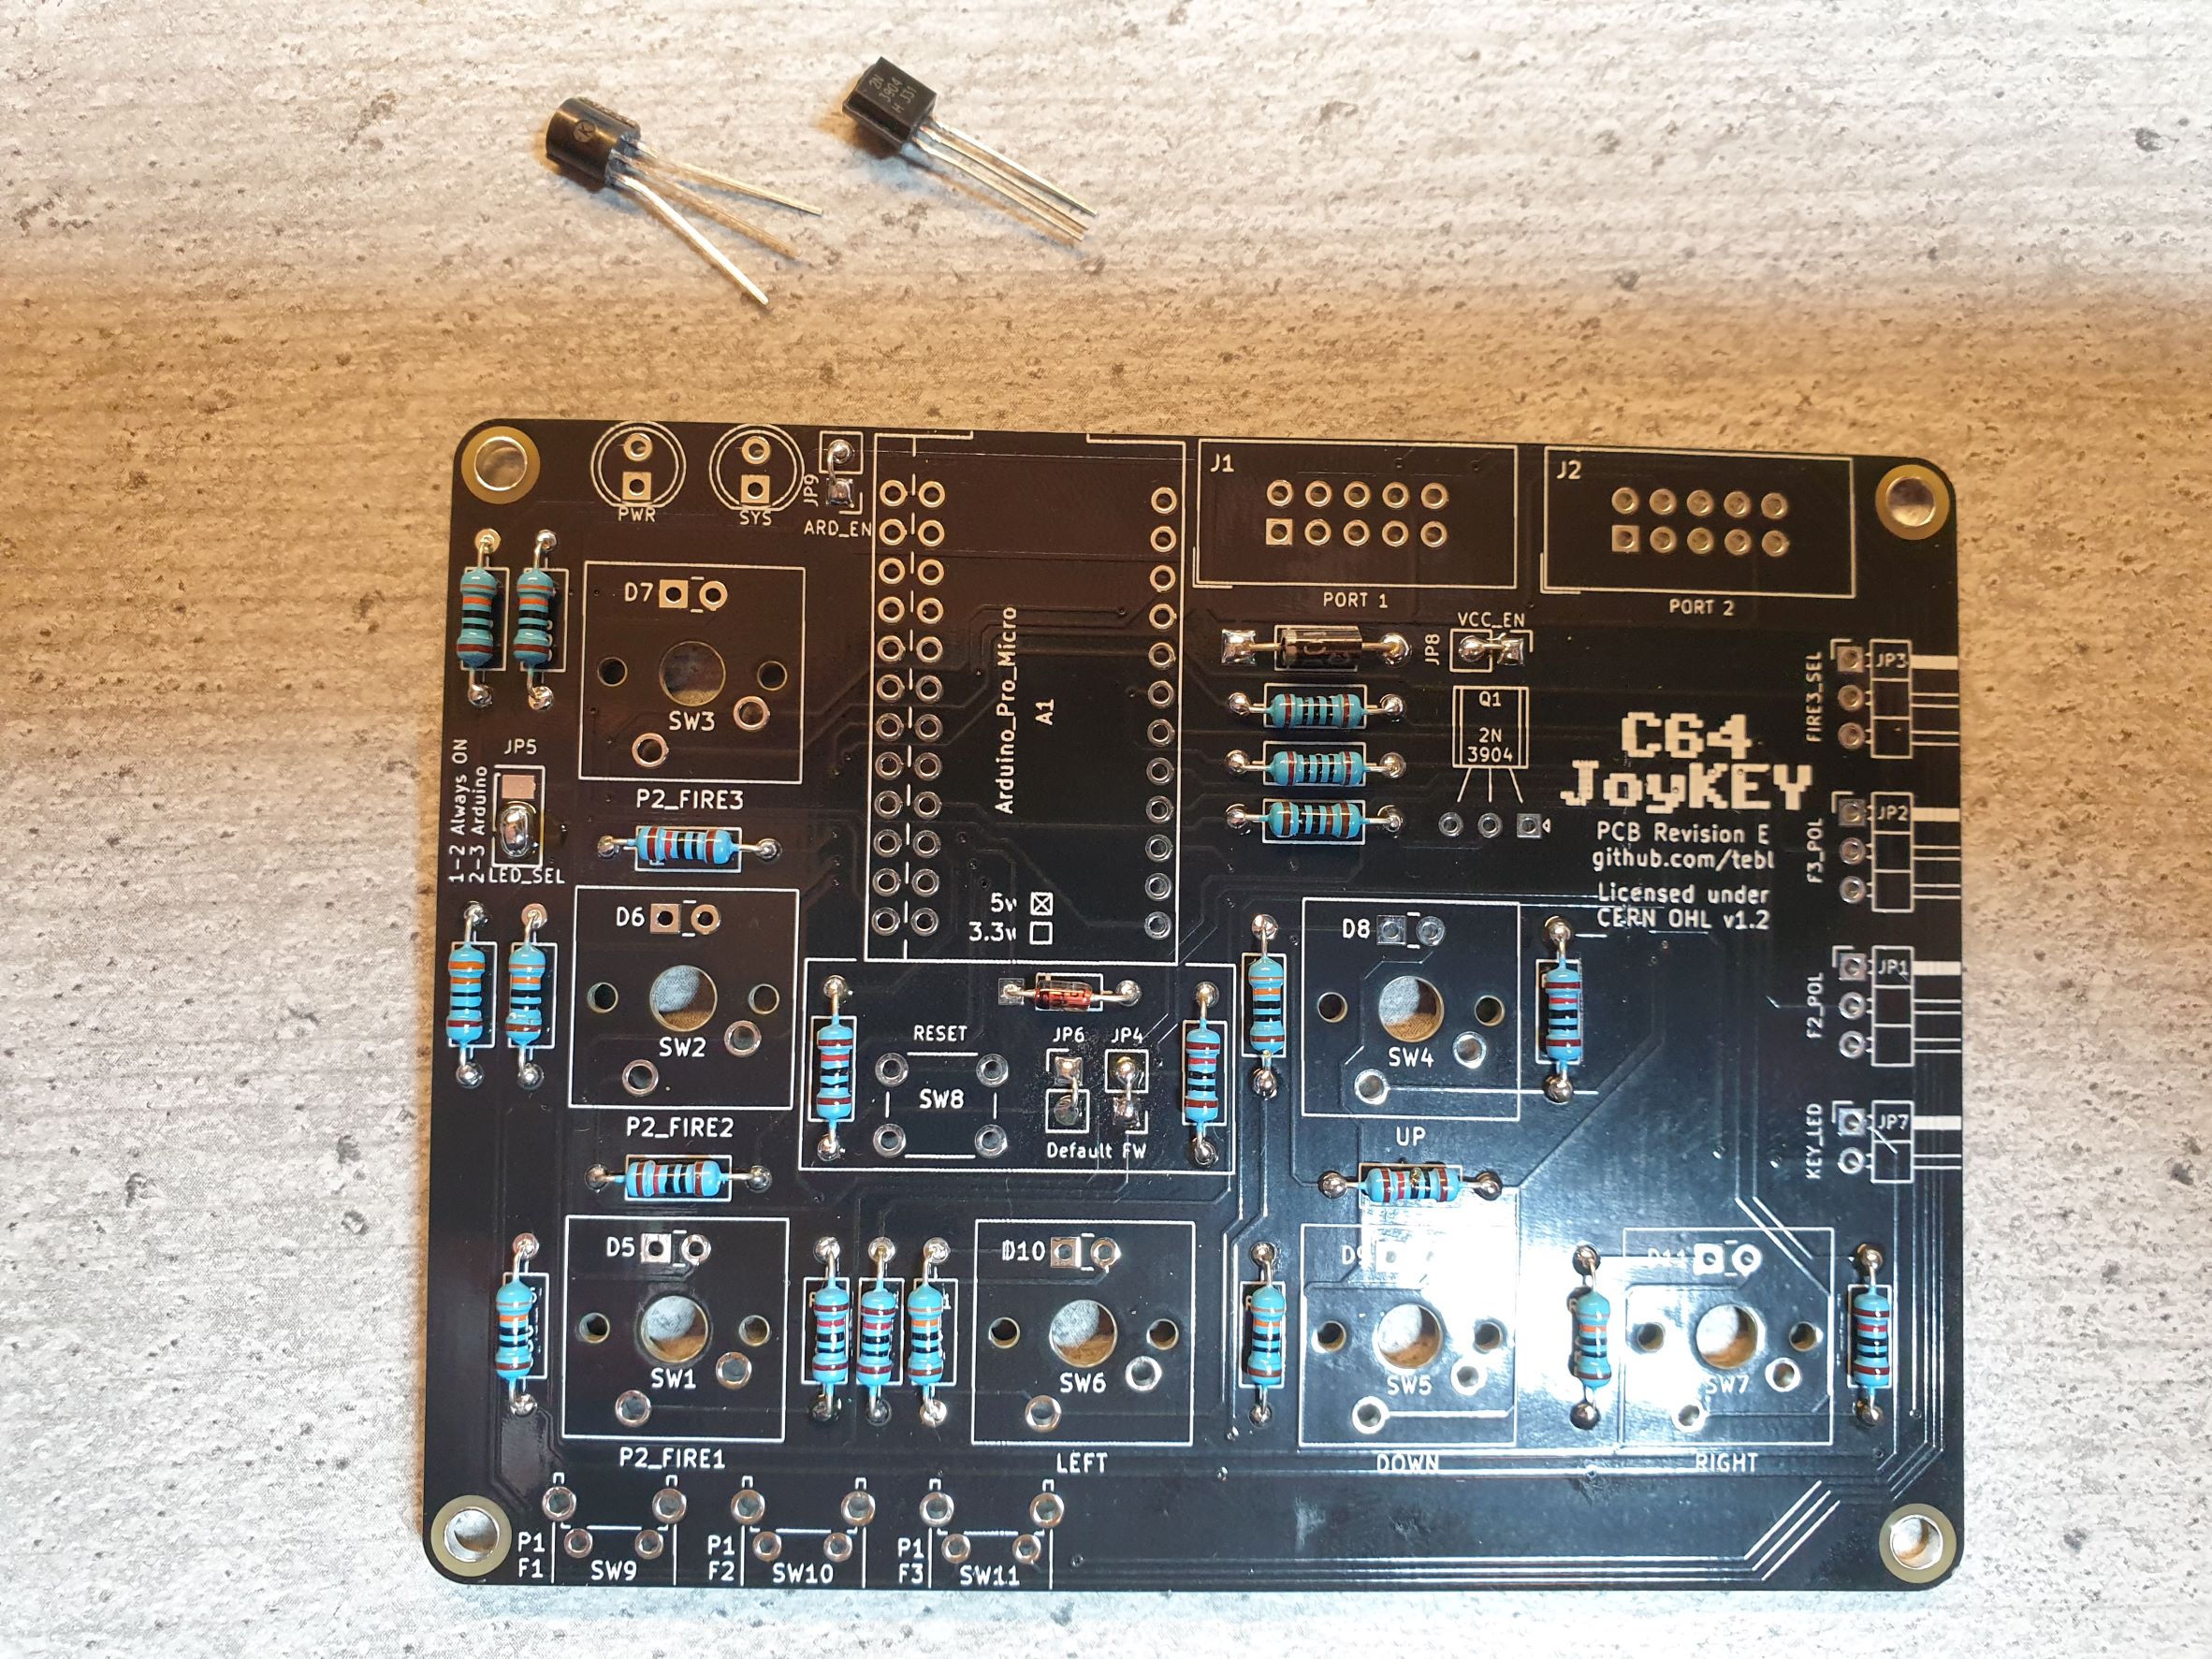 2N
3904
H 331
K
PWR
SYS
JP9
ARD_EN
J1
PORT 1
J2
PORT 2
D7
SW3
P2_FIRE3
Arduino_Pro_Micro
A1
5v
3.3v
JP8
VCC_EN
Q1
2N
3904
C64
JoyKEY
PCB Revision E
github.com/tebl
Licensed under
CERN OHL v1.2
FIRE3_SEL
JP3
F3_POL
JP2
F2_POL
JP1
KEY_LED
JP7
JP5
1-2 Always ON
2-3 Arduino
LED_SEL
D6
SW2
P2_FIRE2
RESET
SW8
JP6
JP4
Default FW
D8
SW4
UP
D5
SW1
P2_FIRE1
D10
SW6
LEFT
D9
SW5
DOWN
D11
SW7
RIGHT
P1
F1
SW9
P1
F2
SW10
P1
F3
SW11